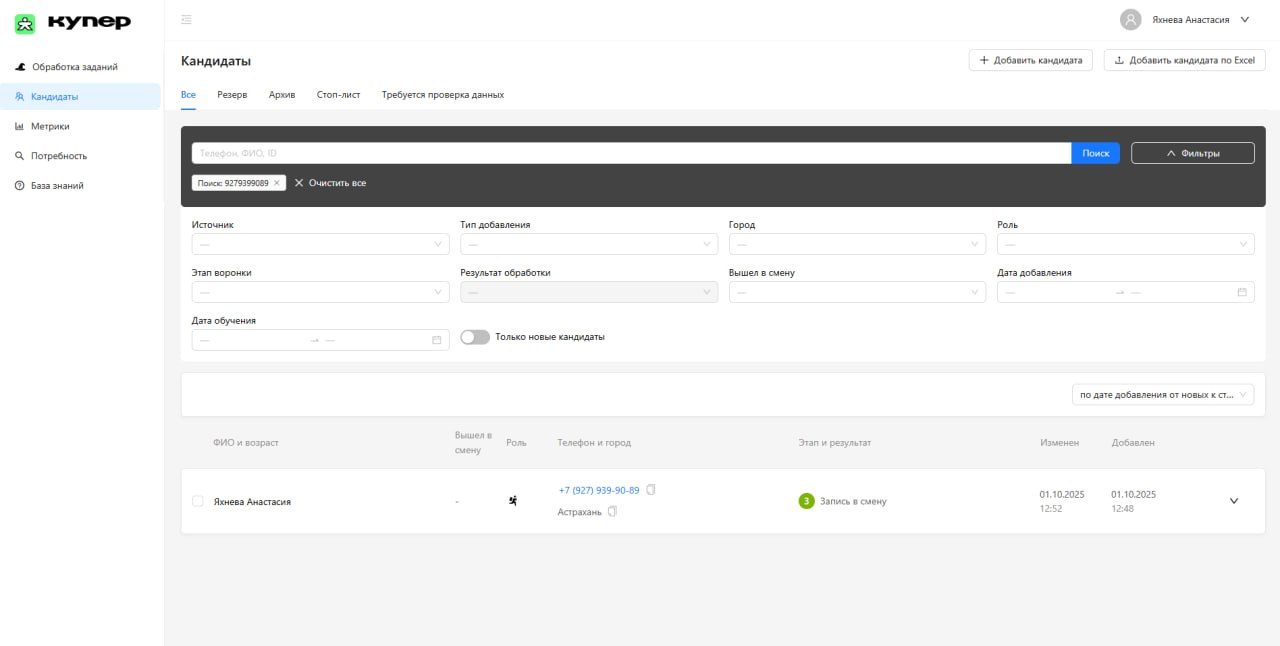 купер
Яхнева Анастасия
Обработка заданий
Кандидаты
Метрики
Потребность
База знаний
Кандидаты
Добавить кандидата
Добавить кандидата по Excel
Все Резерв Архив Стоп-лист Требуется проверка данных
Телефон, ФИО, ID
Поиск
Фильтры
Поиск: 9279399089 × Очистить все
Источник Тип добавления Город Роль
— — — —
Этап воронки Результат обработки Вышел в смену Дата добавления
— — — — → —
Дата обучения
— → — Только новые кандидаты
по дате добавления от новых к ст...
ФИО и возраст Вышел в смену Роль Телефон и город Этап и результат Изменен Добавлен
Яхнева Анастасия - +7 (927) 939-90-89 3 Запись в смену 01.10.2025 01.10.2025
Астрахань 12:52 12:48